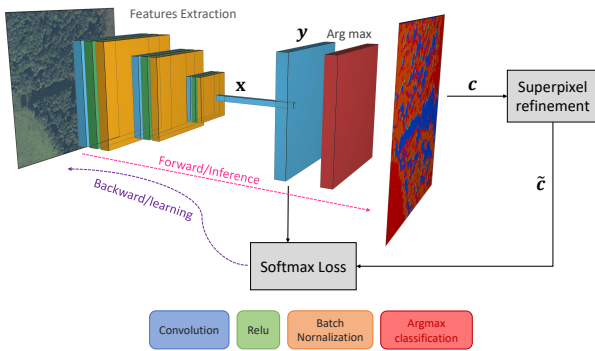 Features Extraction
y
Arg max
x
c
Superpixel
refinement
Forward/Inference
Backward/learning
c̃
Softmax Loss
Convolution
Relu
Batch
Nornalization
Argmax
classification